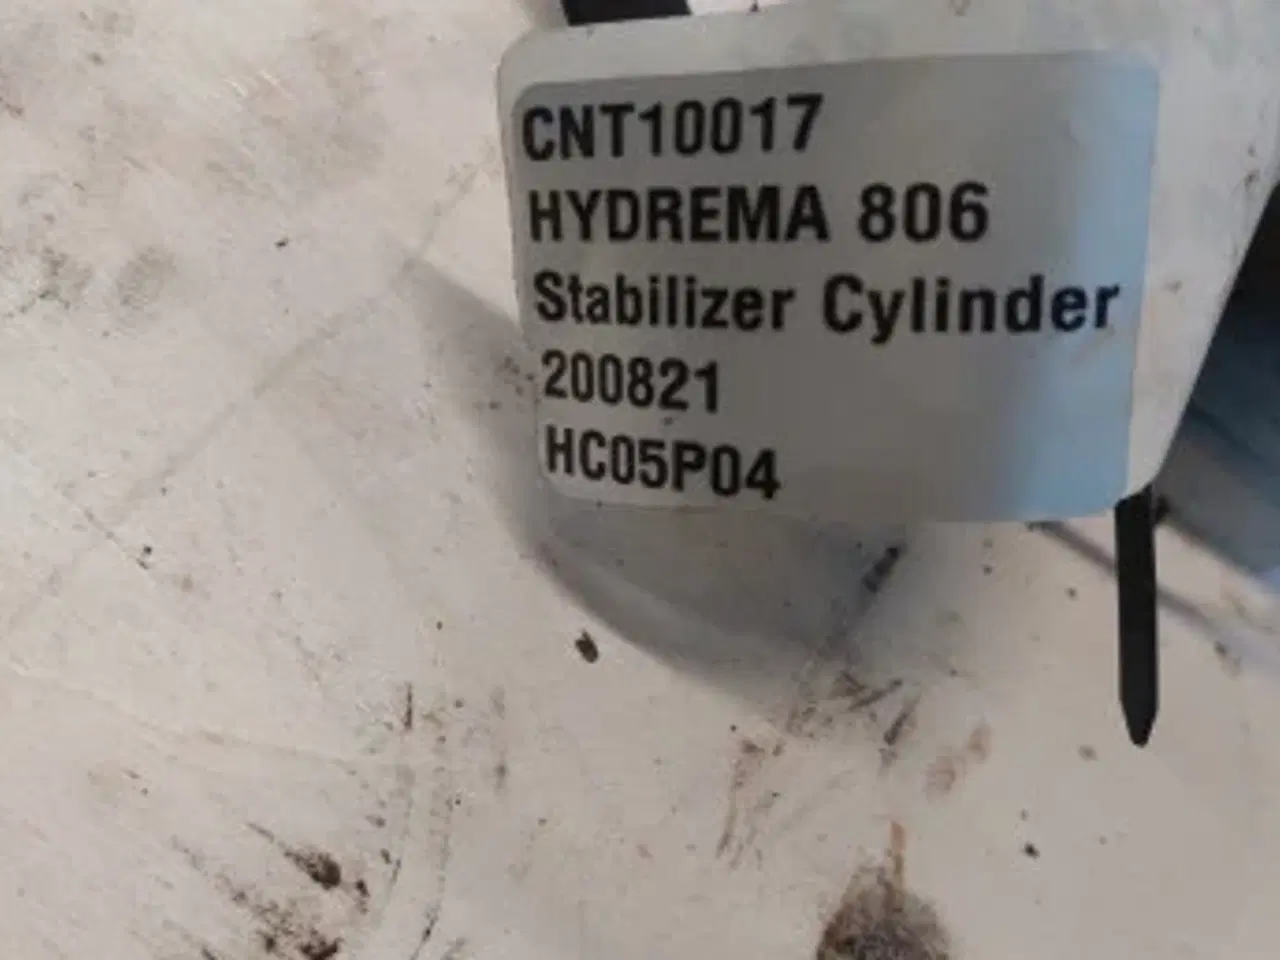 CNT10017
HYDREMA 806
Stabilizer Cylinder
200821
HC05P04